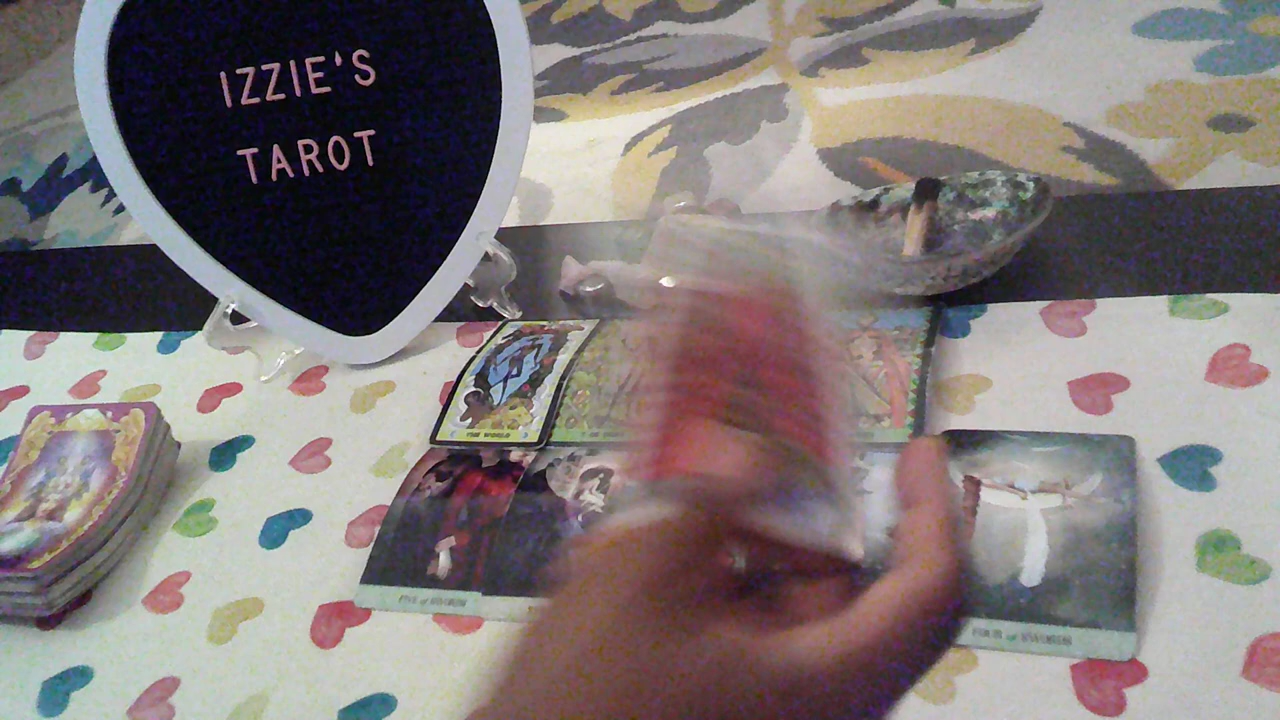 IZZIE'S
TAROT
THE WORLD
FIVE of SWORDS
FOUR of SWORDS